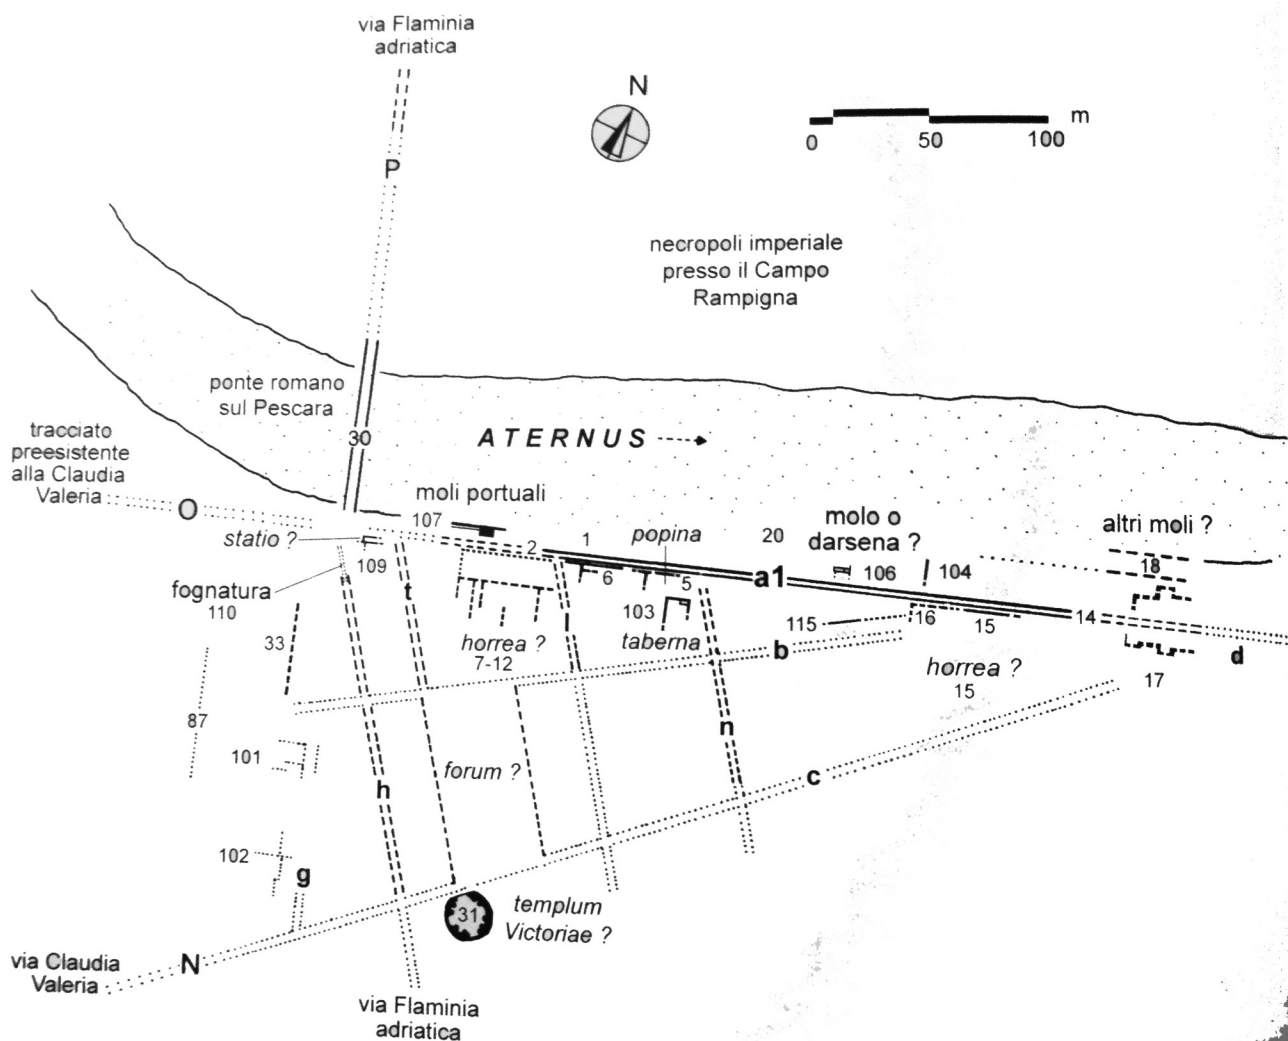 via Flaminia
adriatica
N
m
0 50 100
P
necropoli imperiale
presso il Campo
Rampigna
ponte romano
sul Pescara
30
ATERNUS
tracciato
preesistente
alla Claudia
Valeria
O
moli portuali
107
statio ?
109
2
1
popina
20
molo o
darsena ?
106
104
altri moli ?
18
fognatura
110
t
6
5
a1
103
taberna
l
33
horrea ?
7-12
115
16
15
14
b
horrea ?
15
17
d
87
101
h
forum ?
n
c
102
g
31
templum
Victoriae ?
via Claudia
Valeria
N
via Flaminia
adriatica